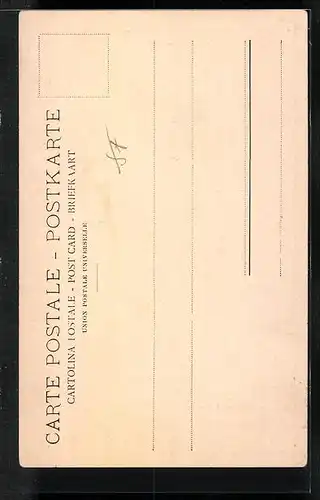 CARTE POSTALE – POSTKARTE
CARTOLINA POSTALE - POST CARD - BRIEFKAART
UNION POSTALE UNIVERSELLE